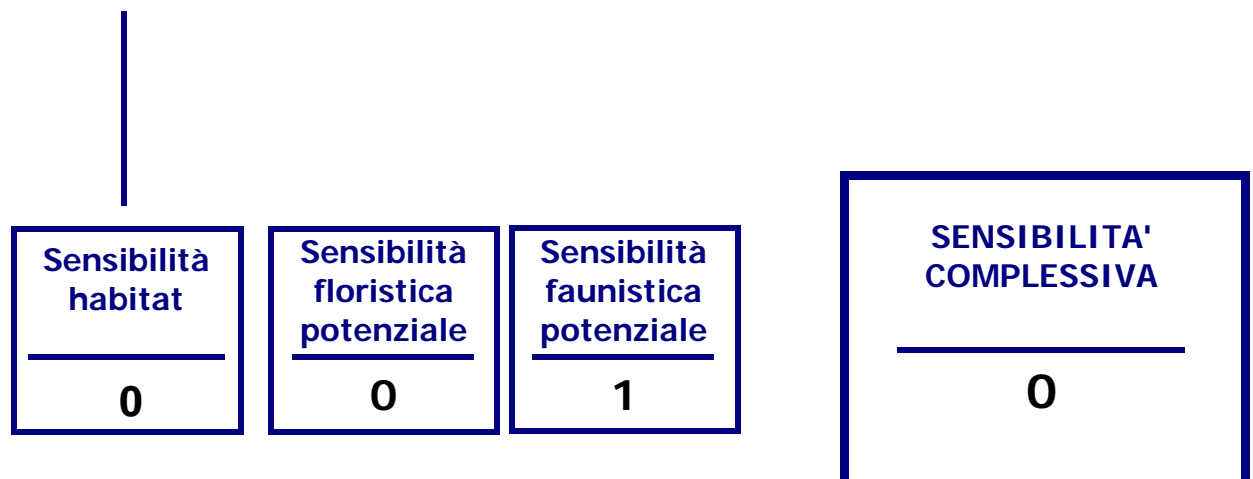 Sensibilità
habitat
0
Sensibilità
floristica
potenziale
0
Sensibilità
faunistica
potenziale
1
SENSIBILITA'
COMPLESSIVA
0